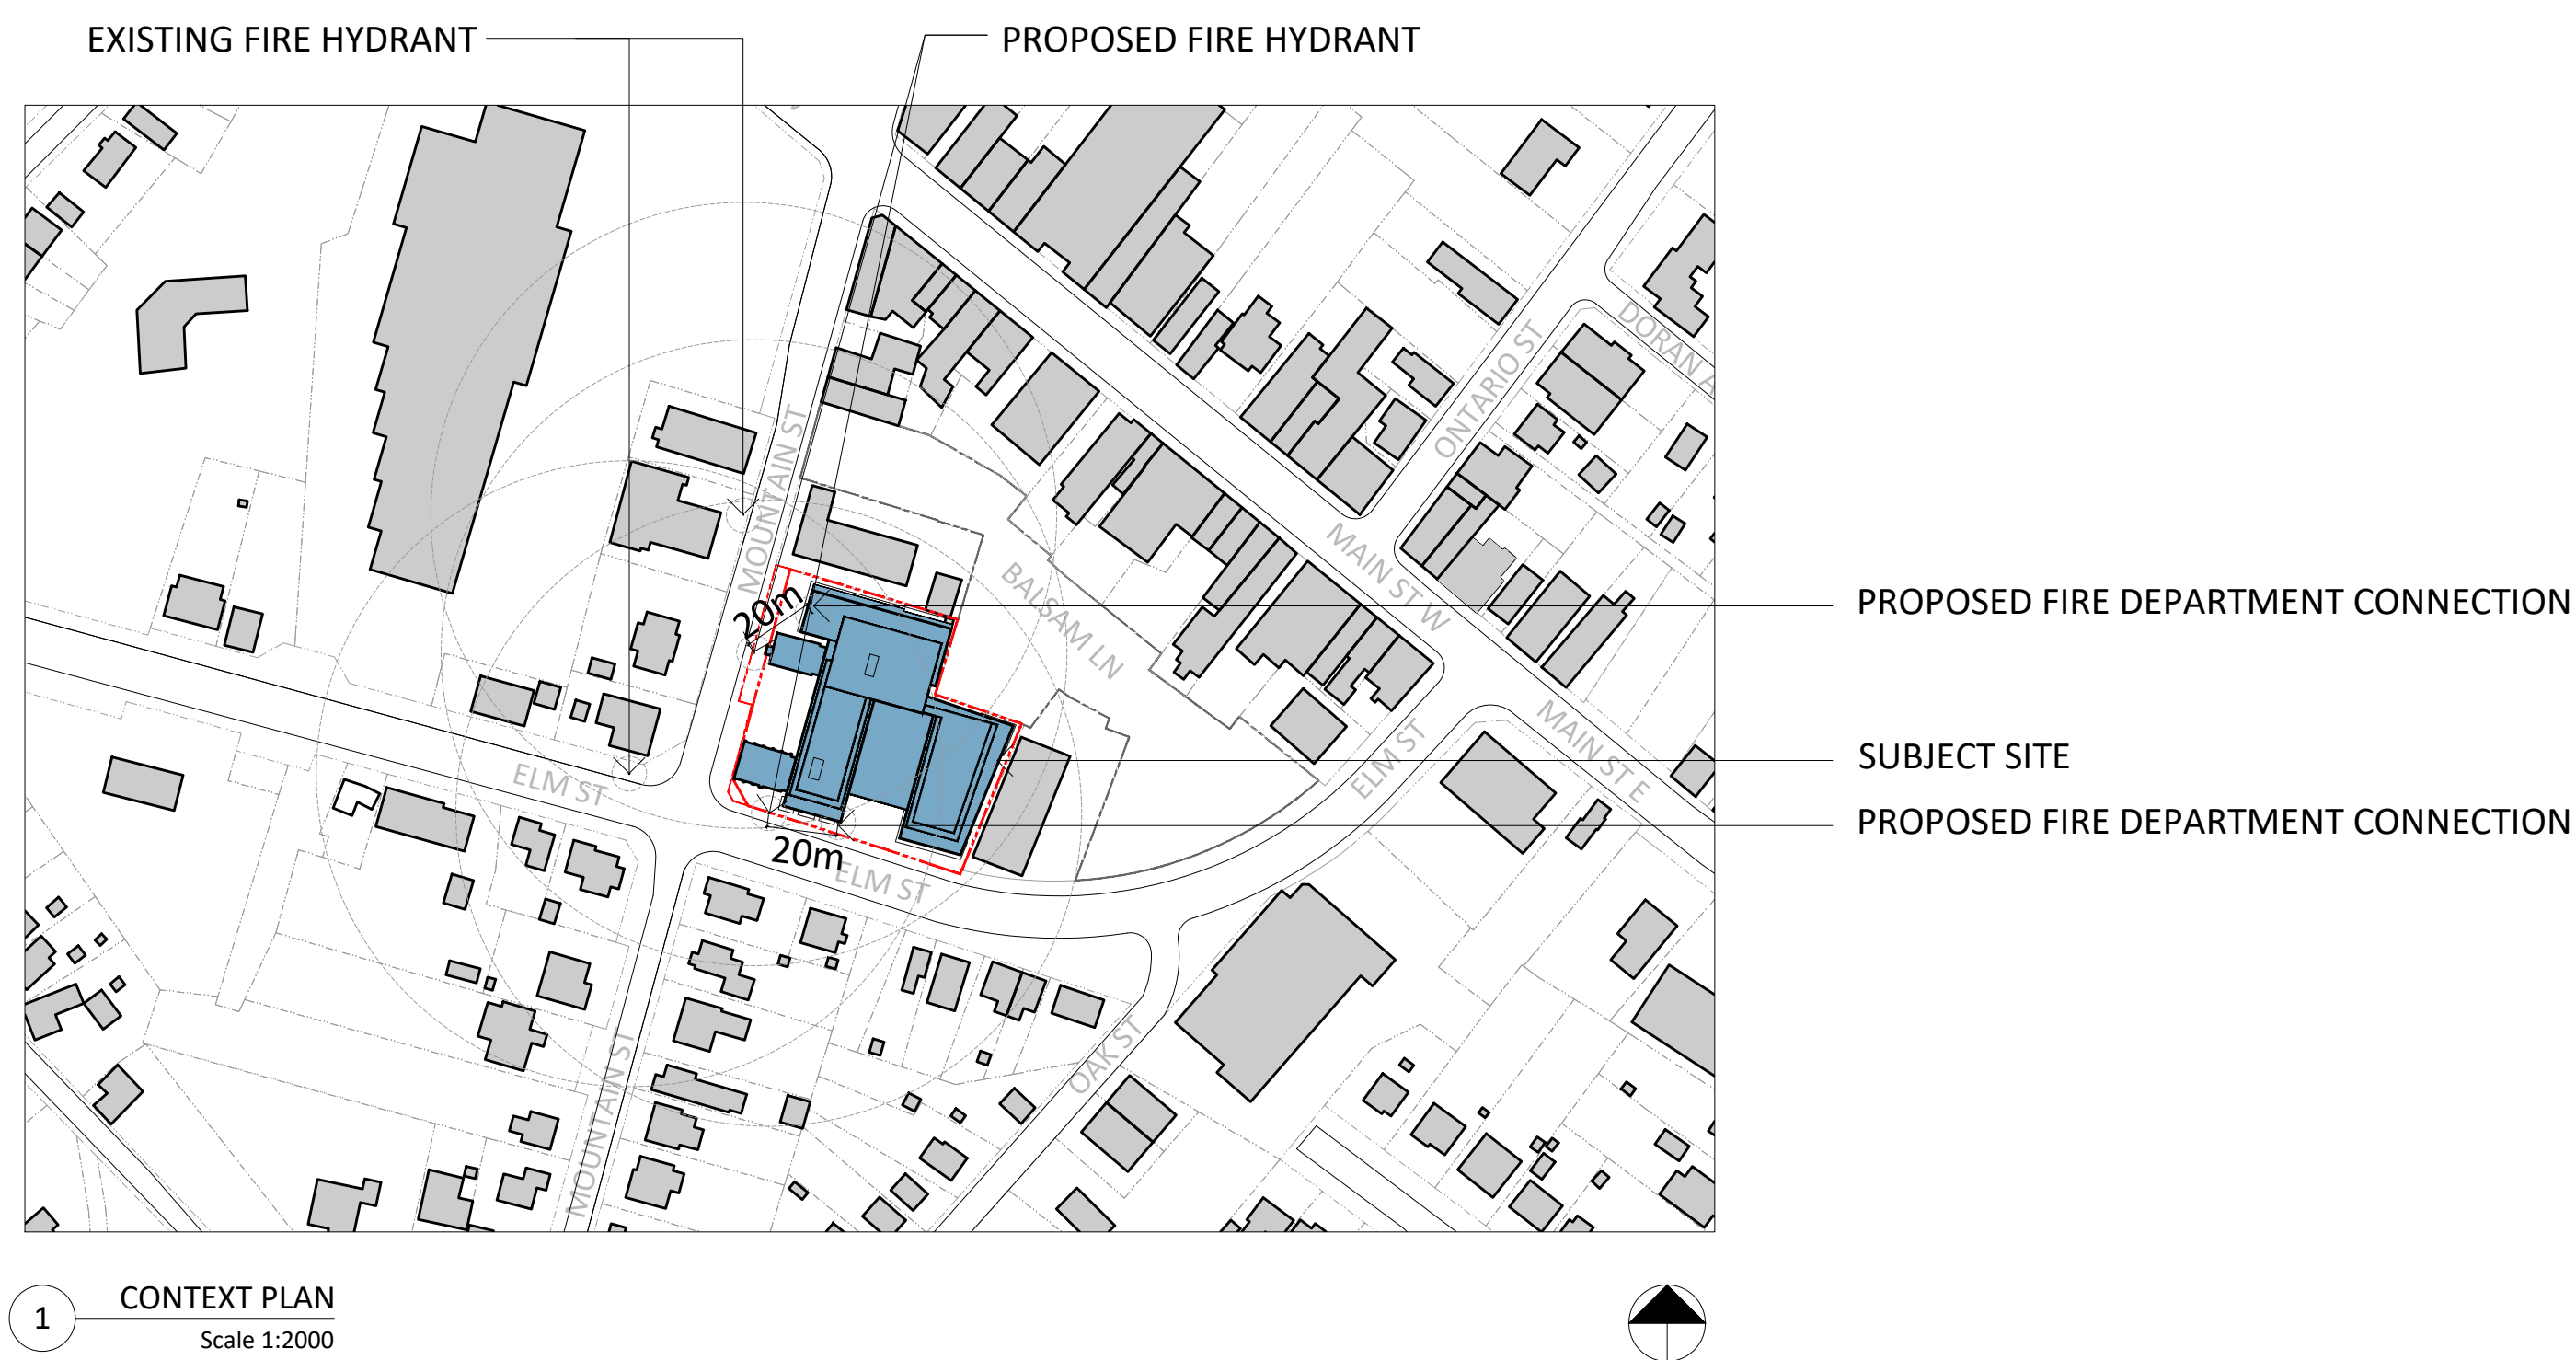 EXISTING FIRE HYDRANT
PROPOSED FIRE HYDRANT
DORAN A
ONTARIO ST
MOUNTAIN ST
MAIN ST W
BALSAM LN
20m
PROPOSED FIRE DEPARTMENT CONNECTION
SUBJECT SITE
MAIN ST E
ELM ST
ELM ST
PROPOSED FIRE DEPARTMENT CONNECTION
20m
ELM ST
OAK ST
MOUNTAIN ST
1
CONTEXT PLAN
Scale 1:2000